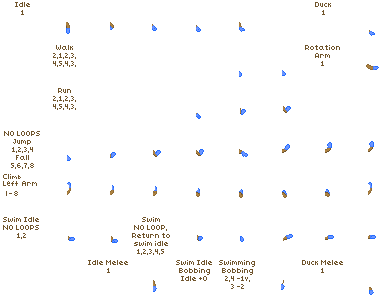 Idle
1
Duck
1
Walk
2,1,2,3,
4,5,4,3,
Rotation
Arm
1
Run
2,1,2,3,
4,5,4,3,
NO LOOPS
Jump
1,2,3,4
Fall
5,6,7,8
Climb
Left Arm
1-8
Swim Idle
NO LOOPS
1,2
Swim
NO LOOP,
Return to
swim idle
1,2,3,4,5
Idle Melee
1
Swim Idle
Bobbing
Idle +0
Swimming
Bobbing
2,4 -1y,
3 -2
Duck Melee
1